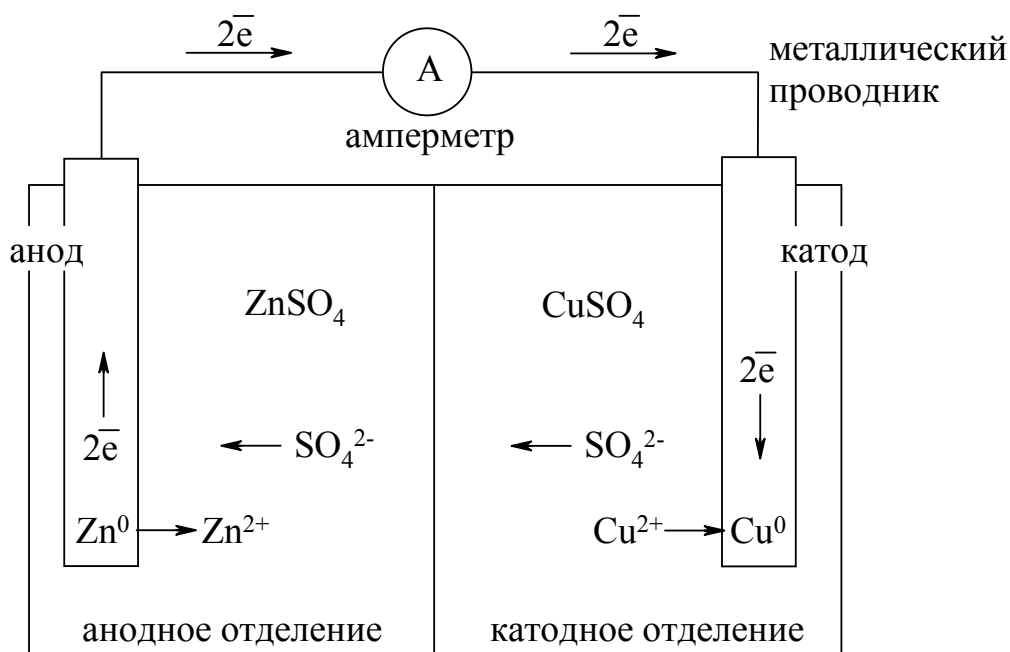 2e̅ 2e̅
A
металлический
проводник
амперметр
анод катод
ZnSO₄ CuSO₄
2e̅
2e̅ SO₄²⁻ SO₄²⁻
Zn⁰ Zn²⁺ Cu²⁺ Cu⁰
анодное отделение катодное отделение